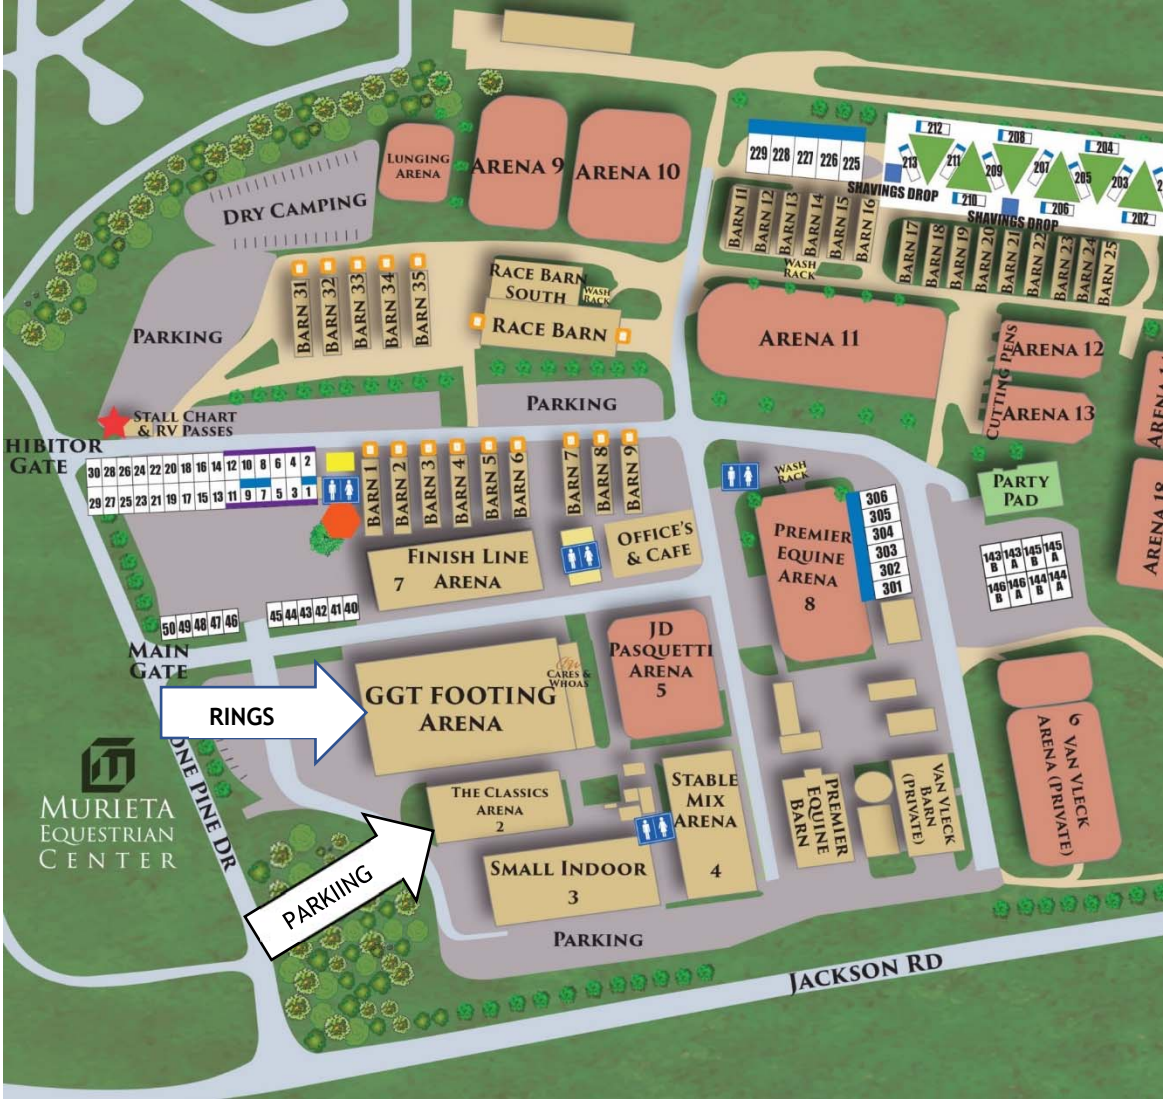 212
208
204
229 228 227 226 225
213
211
209
207
205
203
210
206
202
SHAVINGS DROP
SHAVINGS DROP
LUNGING
ARENA
ARENA 9
ARENA 10
DRY CAMPING
BARN 11
BARN 12
BARN 13
BARN 14
BARN 15
BARN 16
BARN 17
BARN 18
BARN 19
BARN 20
BARN 21
BARN 22
BARN 23
BARN 24
BARN 25
WASH
RACK
BARN 31
BARN 32
BARN 33
BARN 34
BARN 35
RACE BARN
SOUTH
WASH
RACK
RACE BARN
PARKING
ARENA 11
CUTTING PENS
ARENA 12
ARENA 13
PARKING
STALL CHART
& RV PASSES
HIBITOR
GATE
30 28 26 24 22 20 18 16 14 12 10 8 6 4 2
29 27 25 23 21 19 17 15 13 11 9 7 5 3 1
BARN 1
BARN 2
BARN 3
BARN 4
BARN 5
BARN 6
BARN 7
BARN 8
BARN 9
WASH
RACK
PARTY
PAD
ARENA 18
PREMIER
EQUINE
ARENA
8
306
305
304
303
302
301
143 B
143 A
145 B
145 A
146 B
146 A
144 B
144 A
FINISH LINE
7 ARENA
OFFICE'S
& CAFE
50 49 48 47 46
45 44 43 42 41 40
MAIN
GATE
JD
PASQUETTI
ARENA
5
CARES &
WHOAS
GGT FOOTING
ARENA
RINGS
ONE PINE DR
MURIETA
EQUESTRIAN
CENTER
THE CLASSICS
ARENA
2
STABLE
MIX
ARENA
4
PREMIER
EQUINE
BARN
VAN VLECK
BARN
(PRIVATE)
6 VAN VLECK
ARENA (PRIVATE)
PARKIING
SMALL INDOOR
3
PARKING
JACKSON RD